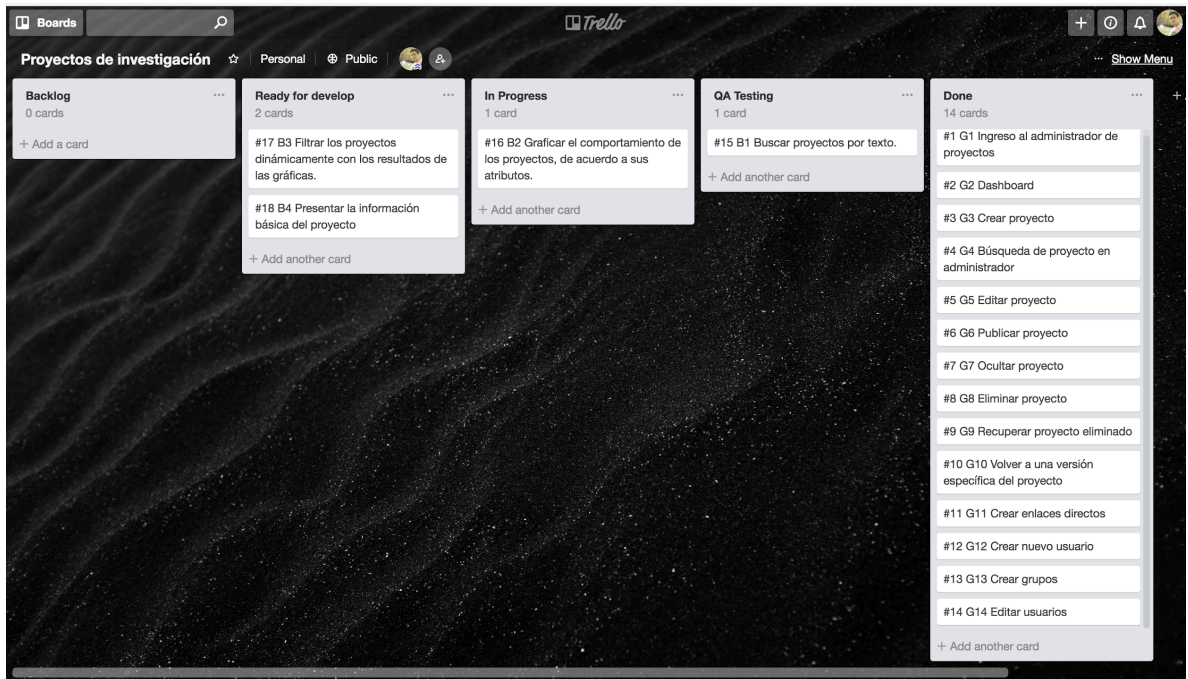 Boards
Trello
Proyectos de investigación
Personal
Public
... Show Menu
Backlog
0 cards
+ Add a card
Ready for develop
2 cards
#17 B3 Filtrar los proyectos
dinámicamente con los resultados de
las gráficas.
#18 B4 Presentar la información
básica del proyecto
+ Add another card
In Progress
1 card
#16 B2 Graficar el comportamiento de
los proyectos, de acuerdo a sus
atributos.
+ Add another card
QA Testing
1 card
#15 B1 Buscar proyectos por texto.
+ Add another card
Done
14 cards
#1 G1 Ingreso al administrador de
proyectos
#2 G2 Dashboard
#3 G3 Crear proyecto
#4 G4 Búsqueda de proyecto en
administrador
#5 G5 Editar proyecto
#6 G6 Publicar proyecto
#7 G7 Ocultar proyecto
#8 G8 Eliminar proyecto
#9 G9 Recuperar proyecto eliminado
#10 G10 Volver a una versión
específica del proyecto
#11 G11 Crear enlaces directos
#12 G12 Crear nuevo usuario
#13 G13 Crear grupos
#14 G14 Editar usuarios
+ Add another card